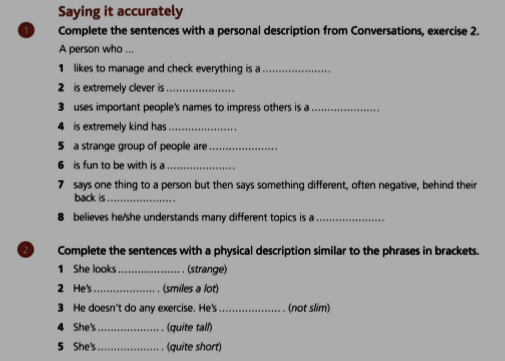 Saying it accurately
1 Complete the sentences with a personal description from Conversations, exercise 2.
A person who ...
1 likes to manage and check everything is a .....................
2 is extremely clever is .....................
3 uses important people's names to impress others is a .....................
4 is extremely kind has .....................
5 a strange group of people are .....................
6 is fun to be with is a .....................
7 says one thing to a person but then says something different, often negative, behind their
back is .....................
8 believes he/she understands many different topics is a .....................
2 Complete the sentences with a physical description similar to the phrases in brackets.
1 She looks .................... . (strange)
2 He's .................... . (smiles a lot)
3 He doesn't do any exercise. He's .................... . (not slim)
4 She's .................... . (quite tall)
5 She's .................... . (quite short)